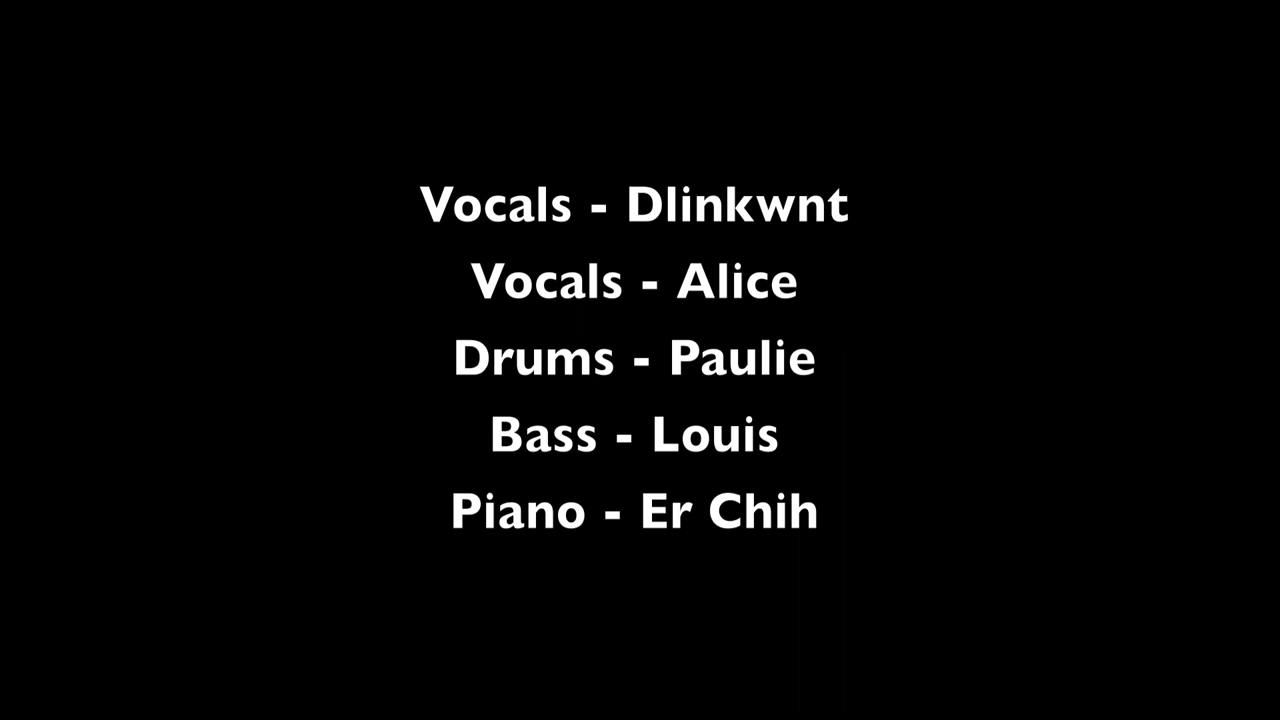 Vocals - Dlinkwnt
Vocals - Alice
Drums - Paulie
Bass - Louis
Piano - Er Chih